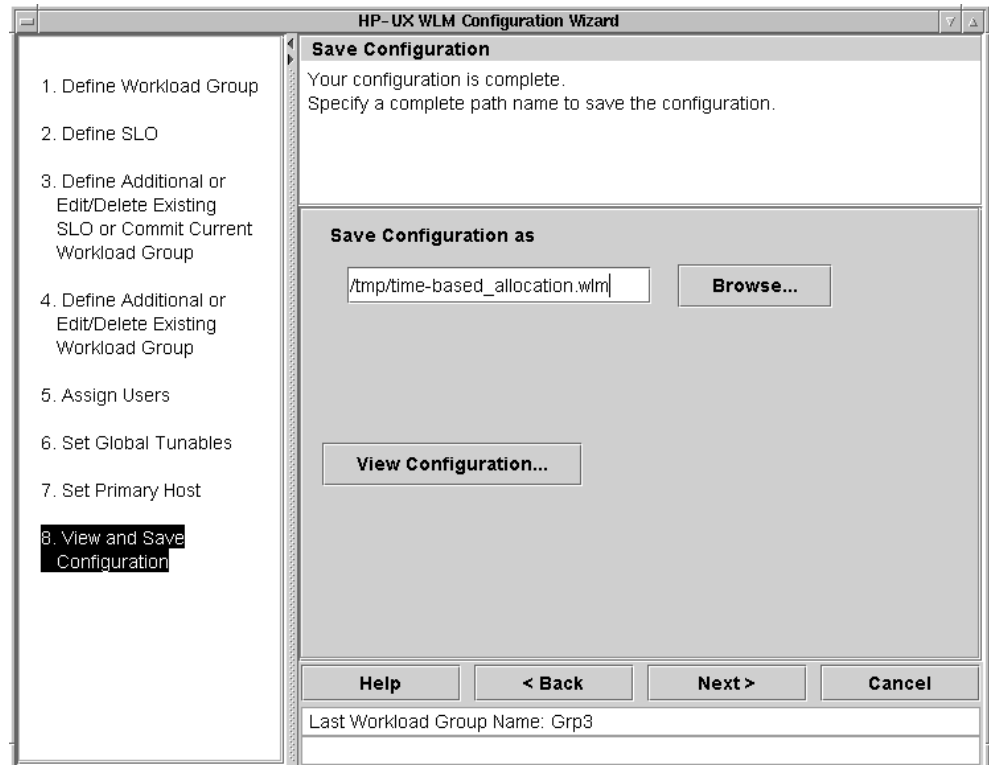 HP-UX WLM Configuration Wizard
1. Define Workload Group
2. Define SLO
3. Define Additional or
Edit/Delete Existing
SLO or Commit Current
Workload Group
4. Define Additional or
Edit/Delete Existing
Workload Group
5. Assign Users
6. Set Global Tunables
7. Set Primary Host
8. View and Save
Configuration
Save Configuration
Your configuration is complete.
Specify a complete path name to save the configuration.
Save Configuration as
/tmp/time-based_allocation.wlm
Browse...
View Configuration...
Help
< Back
Next >
Cancel
Last Workload Group Name: Grp3